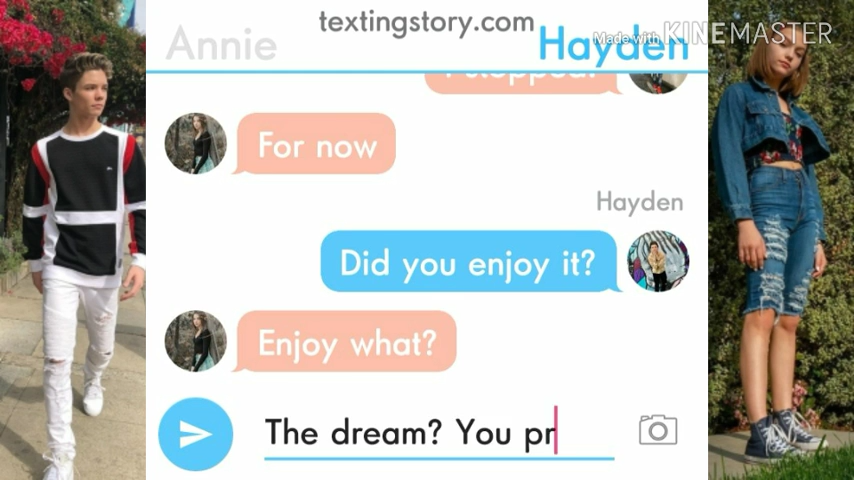 textingstory.com
Annie
Hayden
Made with KINEMASTER
For now
Hayden
Did you enjoy it?
Enjoy what?
The dream? You pr